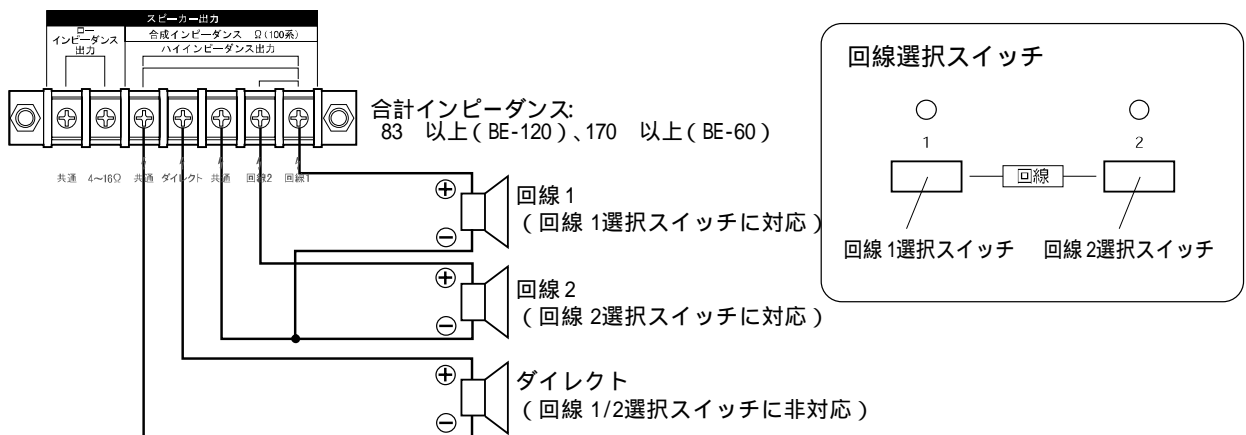 スピーカー出力
ロー
インピーダンス
出力
合成インピーダンス Ω(100系)
ハイインピーダンス出力
共通 4～16Ω 共通 ダイレクト 共通 回線2 回線1
合計インピーダンス:
83 以上（BE-120）、170 以上（BE-60）
⊕
回線 1
（回線 1選択スイッチに対応）
⊖
⊕
回線 2
（回線 2選択スイッチに対応）
⊖
⊕
ダイレクト
（回線 1/2選択スイッチに非対応）
⊖
回線選択スイッチ
1 2
回線
回線 1選択スイッチ 回線 2選択スイッチ